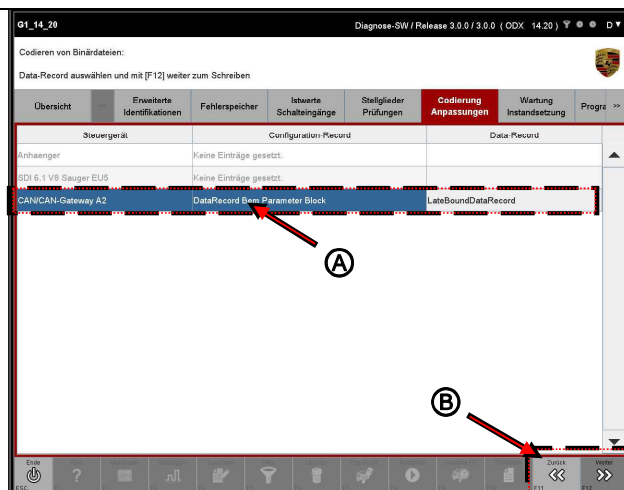 G1_14_20
Diagnose-SW / Release 3.0.0 / 3.0.0 ( ODX 14.20 ) D
Codieren von Binärdateien:
Data-Record auswählen und mit [F12] weiter zum Schreiben
Übersicht
Erweiterte Identifikationen
Fehlerspeicher
Istwerte Schalteingänge
Stellglieder Prüfungen
Codierung Anpassungen
Wartung Instandsetzung
Progra »
Steuergerät Configuration-Record Data-Record
Anhaenger Keine Einträge gesetzt.
SDI 6.1 V8 Sauger EU5 Keine Einträge gesetzt.
CAN/CAN-Gateway A2 DataRecord Bem Parameter Block LateBoundDataRecord
A
B
Ende
Zurück
Weiter
ESC
F11
F12